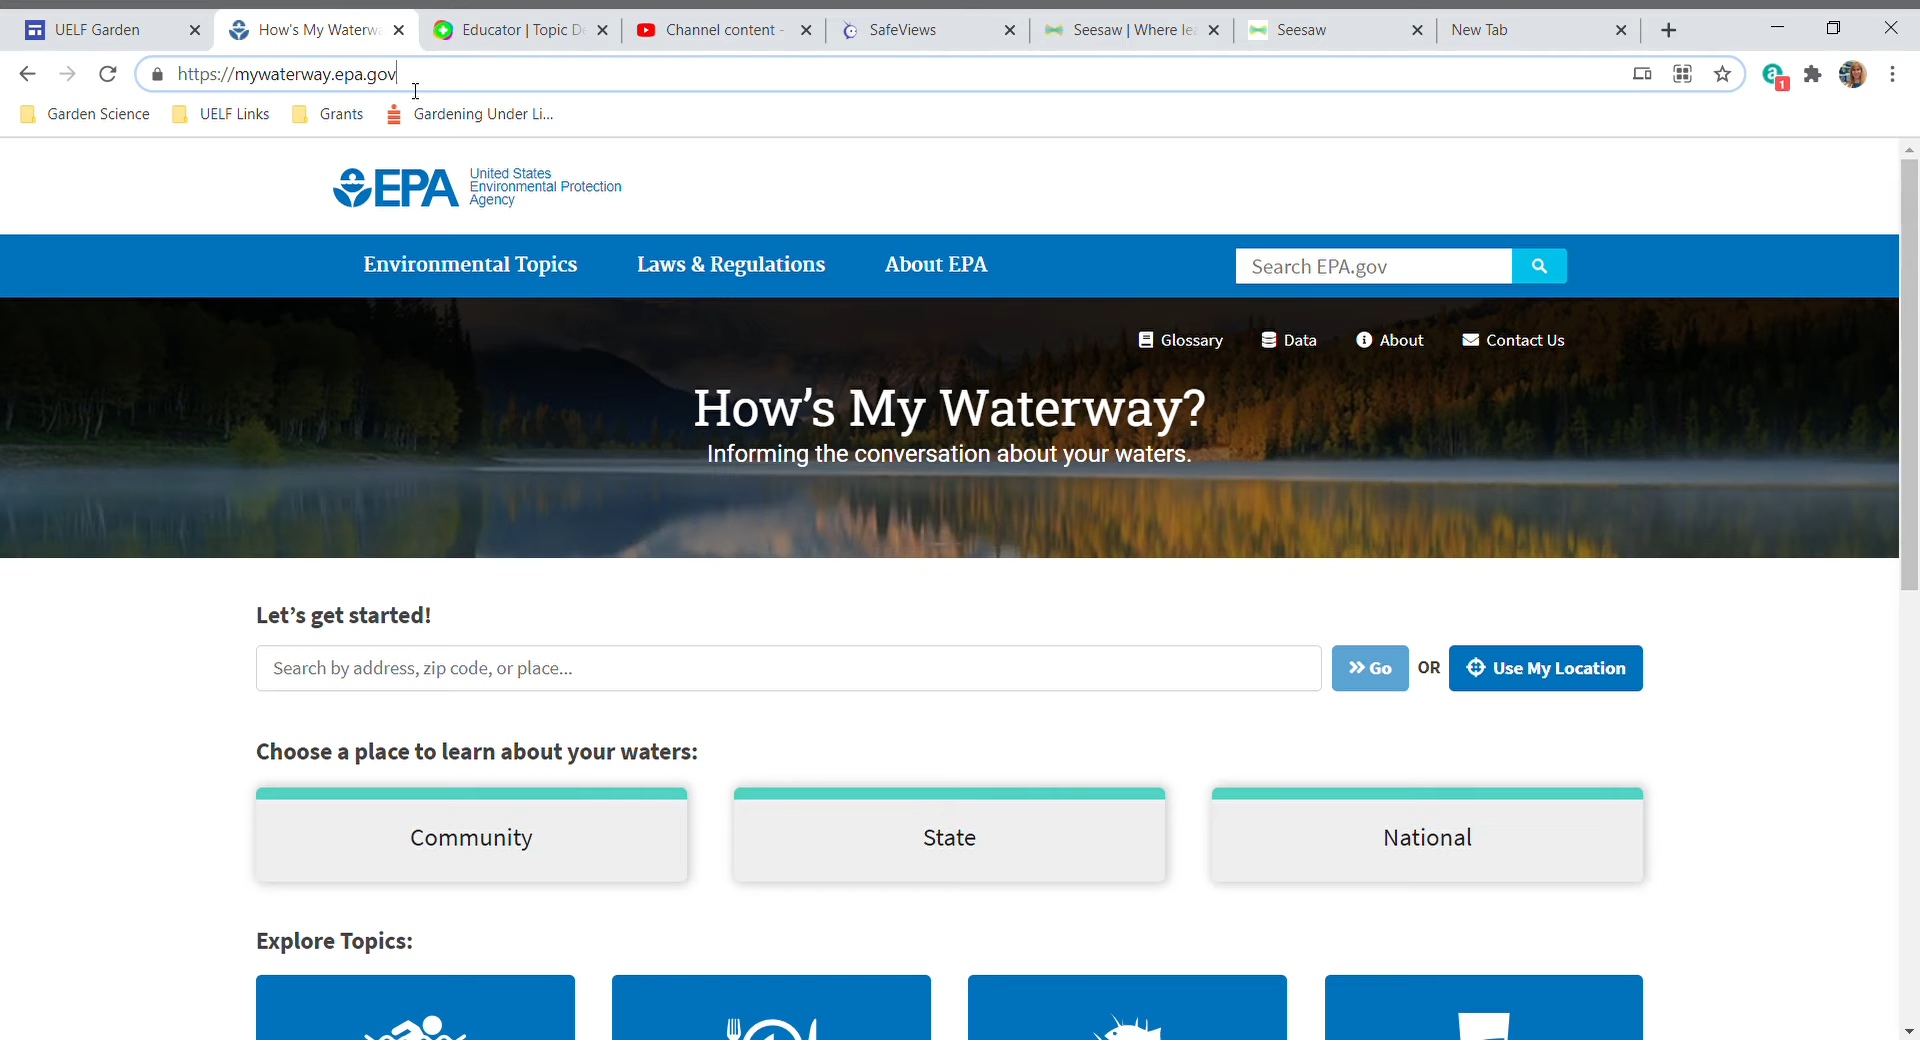 UELF Garden
How's My Waterwa
Educator | Topic De
Channel content -
SafeViews
Seesaw | Where lea
Seesaw
New Tab
https://mywaterway.epa.gov
a
1
Garden Science
UELF Links
Grants
Gardening Under Li...
EPA
United States
Environmental Protection
Agency
Environmental Topics
Laws & Regulations
About EPA
Search EPA.gov
Glossary
Data
About
Contact Us
How's My Waterway?
Informing the conversation about your waters.
Let's get started!
Search by address, zip code, or place...
Go
OR
Use My Location
Choose a place to learn about your waters:
Community
State
National
Explore Topics: